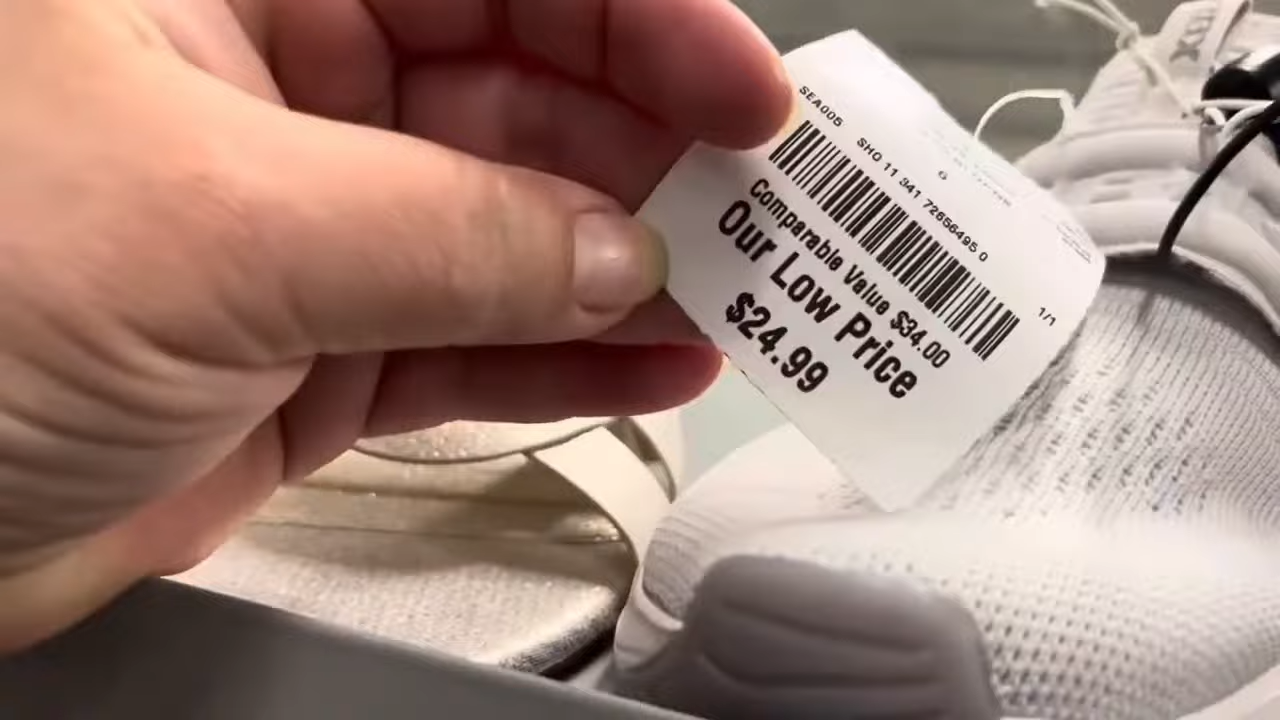 SEA005 SHO 11 341 72656495 0
1/1
Comparable Value $34.00
Our Low Price
$24.99